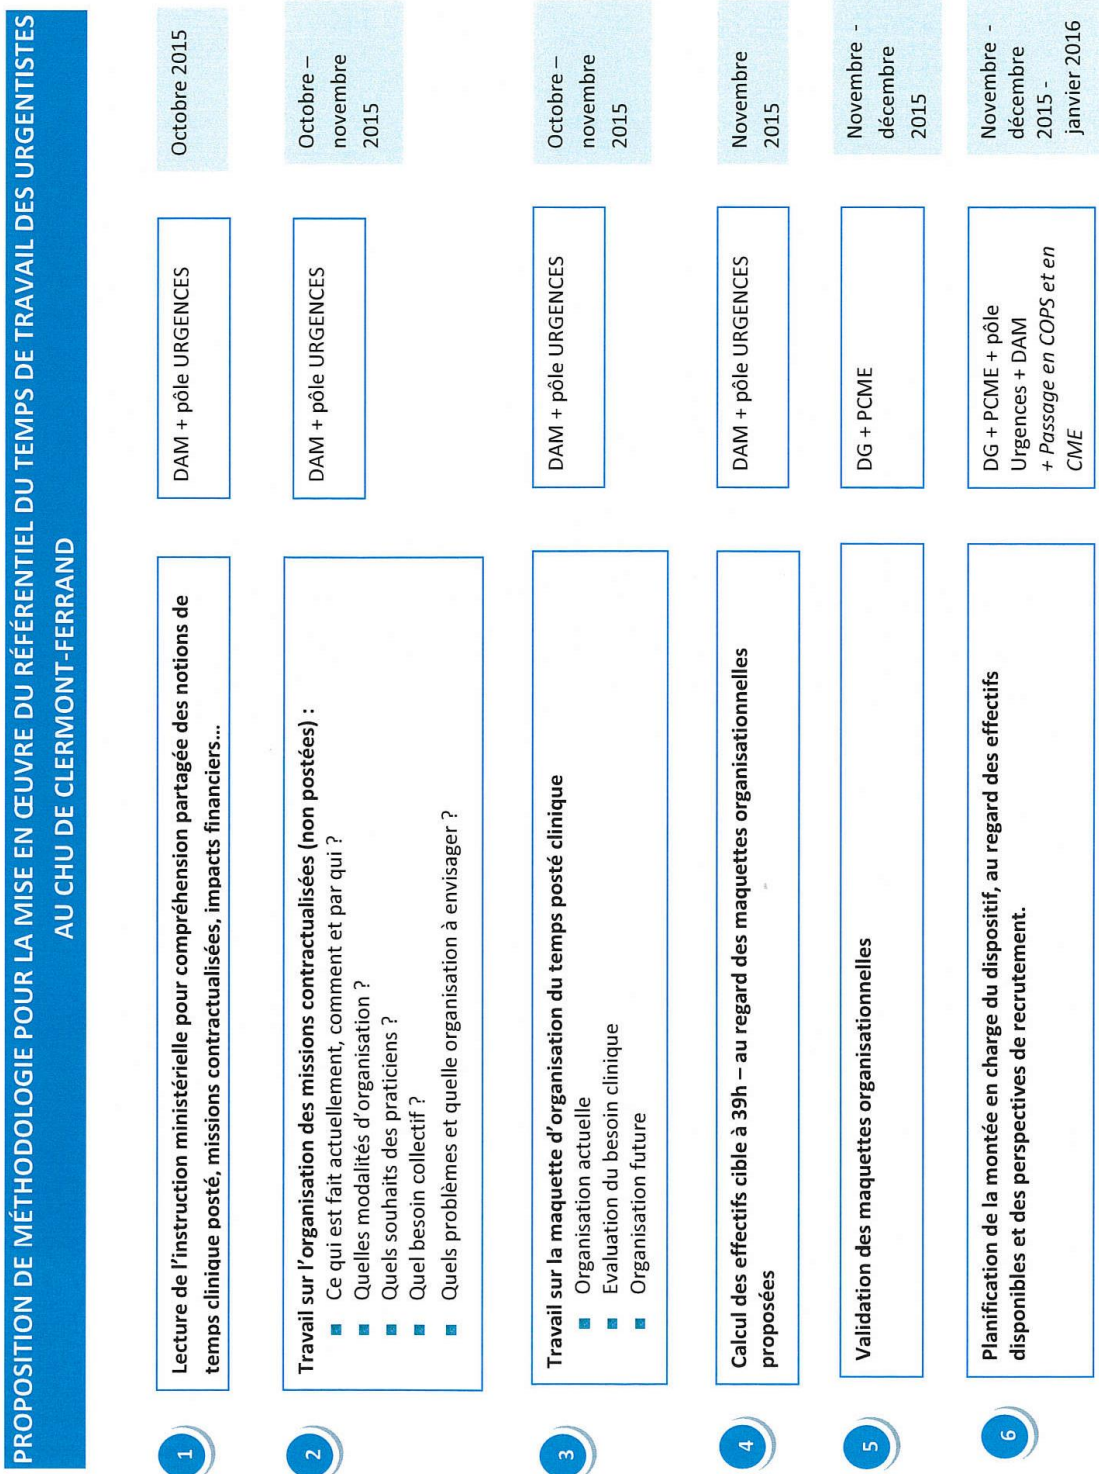 PROPOSITION DE MÉTHODOLOGIE POUR LA MISE EN ŒUVRE DU RÉFÉRENTIEL DU TEMPS DE TRAVAIL DES URGENTISTES
AU CHU DE CLERMONT-FERRAND
1
Lecture de l'instruction ministérielle pour compréhension partagée des notions de
temps clinique posté, missions contractualisées, impacts financiers...
DAM + pôle URGENCES
Octobre 2015
2
Travail sur l'organisation des missions contractualisées (non postées) :
Ce qui est fait actuellement, comment et par qui ?
Quelles modalités d'organisation ?
Quels souhaits des praticiens ?
Quel besoin collectif ?
Quels problèmes et quelle organisation à envisager ?
DAM + pôle URGENCES
Octobre –
novembre
2015
3
Travail sur la maquette d'organisation du temps posté clinique
Organisation actuelle
Evaluation du besoin clinique
Organisation future
DAM + pôle URGENCES
Octobre –
novembre
2015
4
Calcul des effectifs cible à 39h – au regard des maquettes organisationnelles
proposées
DAM + pôle URGENCES
Novembre
2015
5
Validation des maquettes organisationnelles
DG + PCME
Novembre -
décembre
2015
6
Planification de la montée en charge du dispositif, au regard des effectifs
disponibles et des perspectives de recrutement.
DG + PCME + pôle
Urgences + DAM
+ Passage en COPS et en
CME
Novembre -
décembre
2015 -
janvier 2016